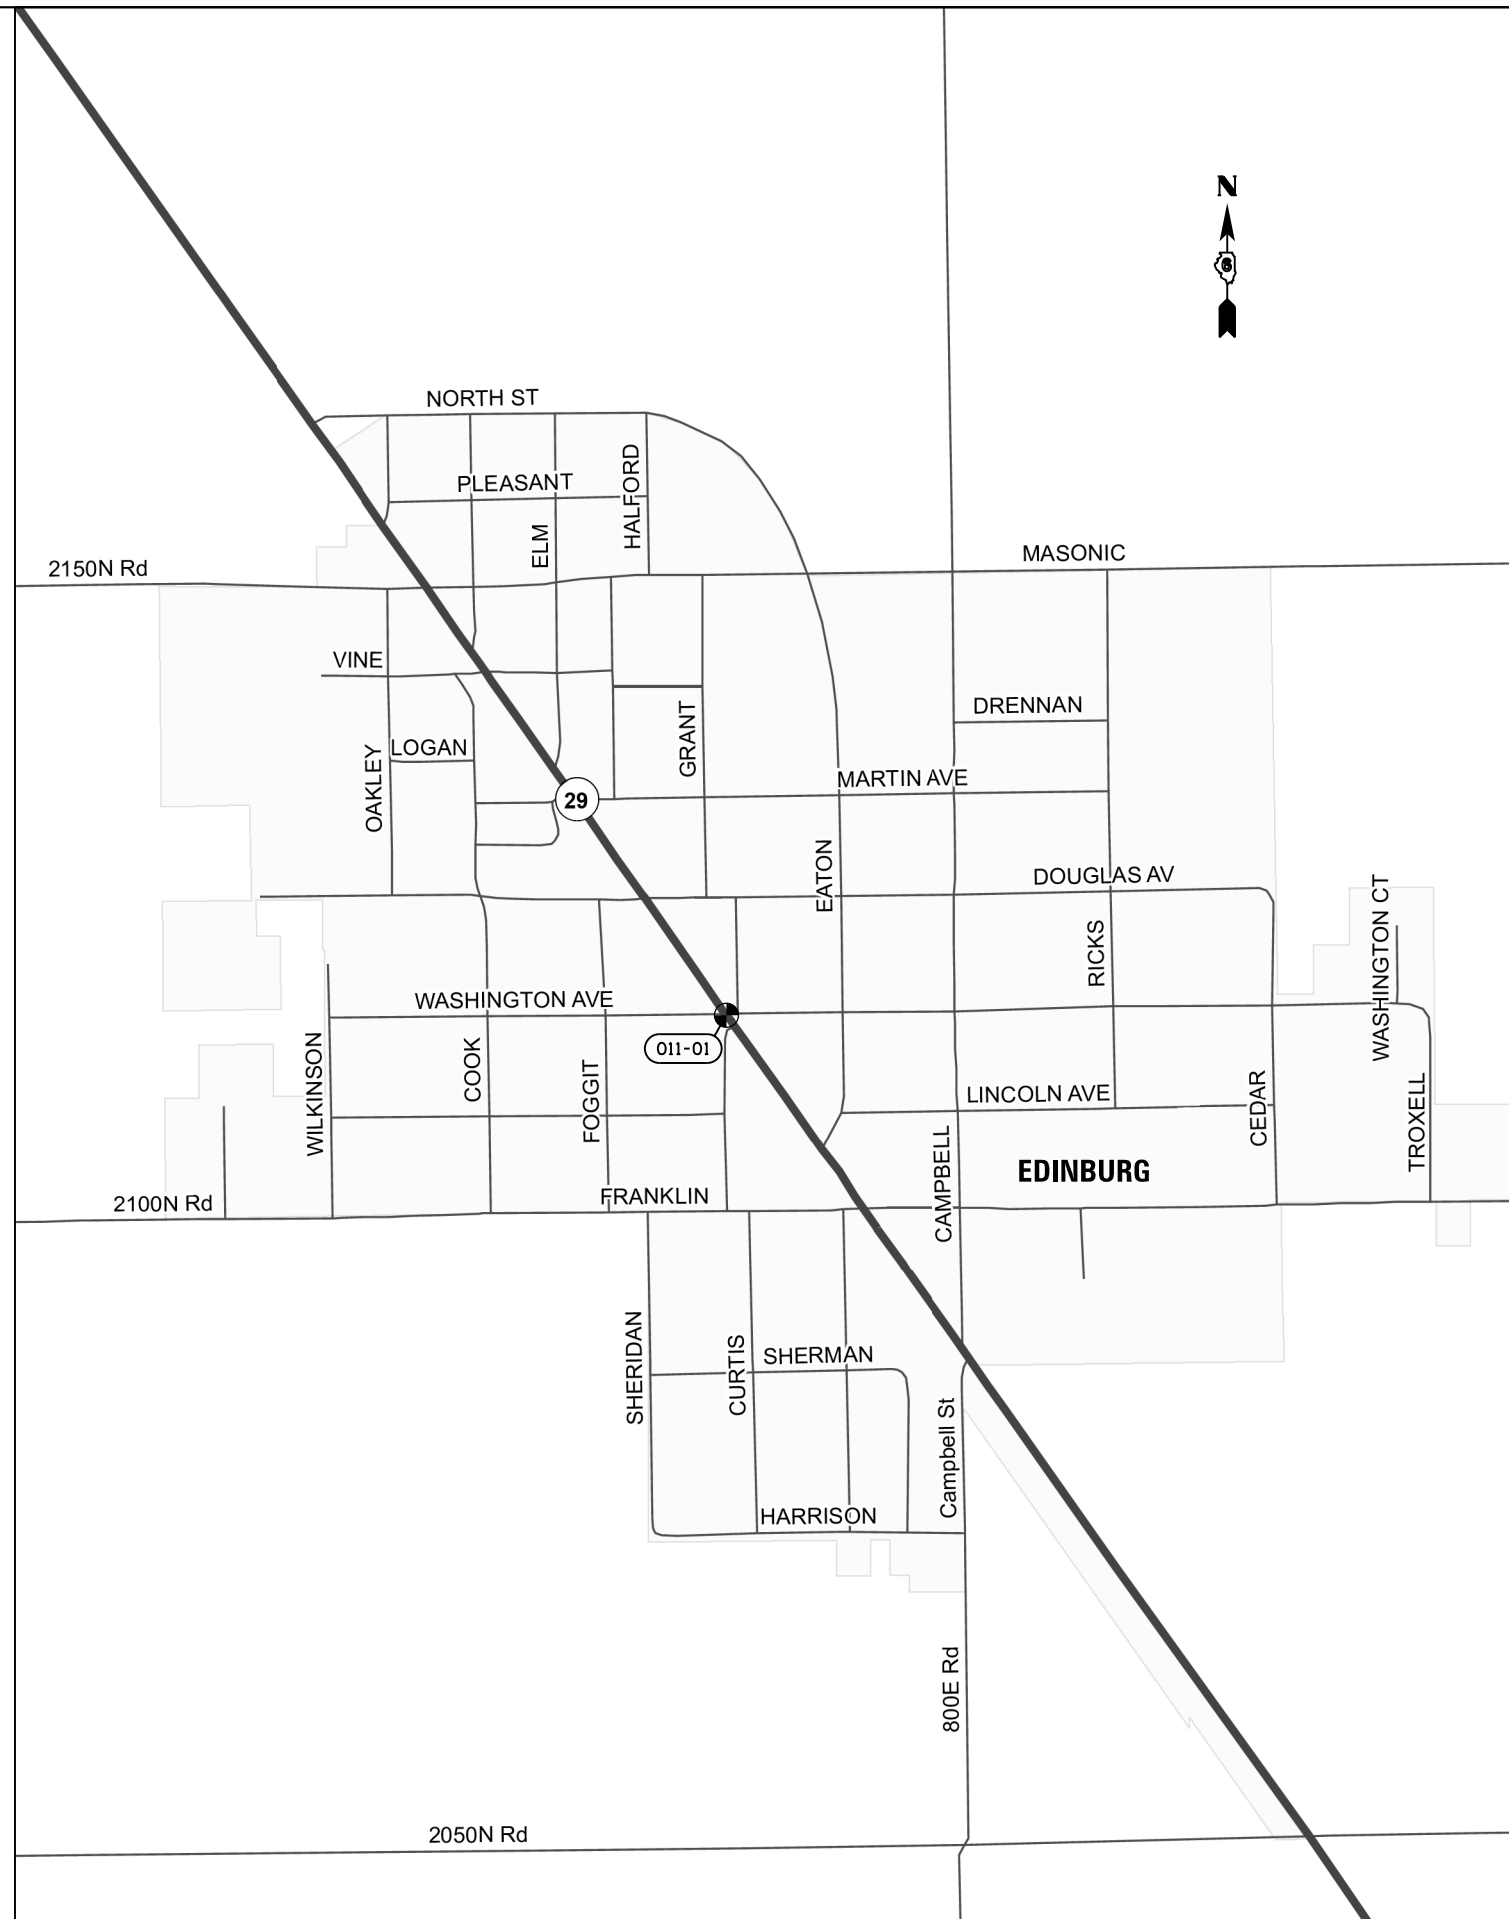 N
6
NORTH ST
PLEASANT
HALFORD
ELM
2150N Rd
MASONIC
VINE
DRENNAN
GRANT
LOGAN
OAKLEY
MARTIN AVE
29
EATON
DOUGLAS AV
WASHINGTON CT
RICKS
WASHINGTON AVE
011-01
WILKINSON
COOK
FOGGIT
LINCOLN AVE
CEDAR
TROXELL
CAMPBELL
EDINBURG
2100N Rd
FRANKLIN
SHERIDAN
CURTIS
SHERMAN
Campbell St
HARRISON
800E Rd
2050N Rd